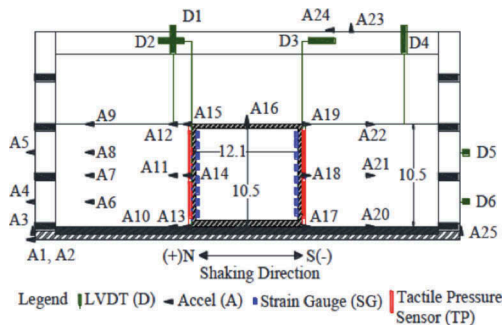 A24
D1
A23
D2
D3
D4
A9
A15
A16
A19
A12
A22
A5
A8
12.1
D5
A7
A11
A14
A18
A21
10.5
A4
A6
10.5
D6
A3
A10
A13
A17
A20
A25
A1, A2
(+)N
S(-)
Shaking Direction
Legend LVDT (D) Accel (A) Strain Gauge (SG) Tactile Pressure
Sensor (TP)